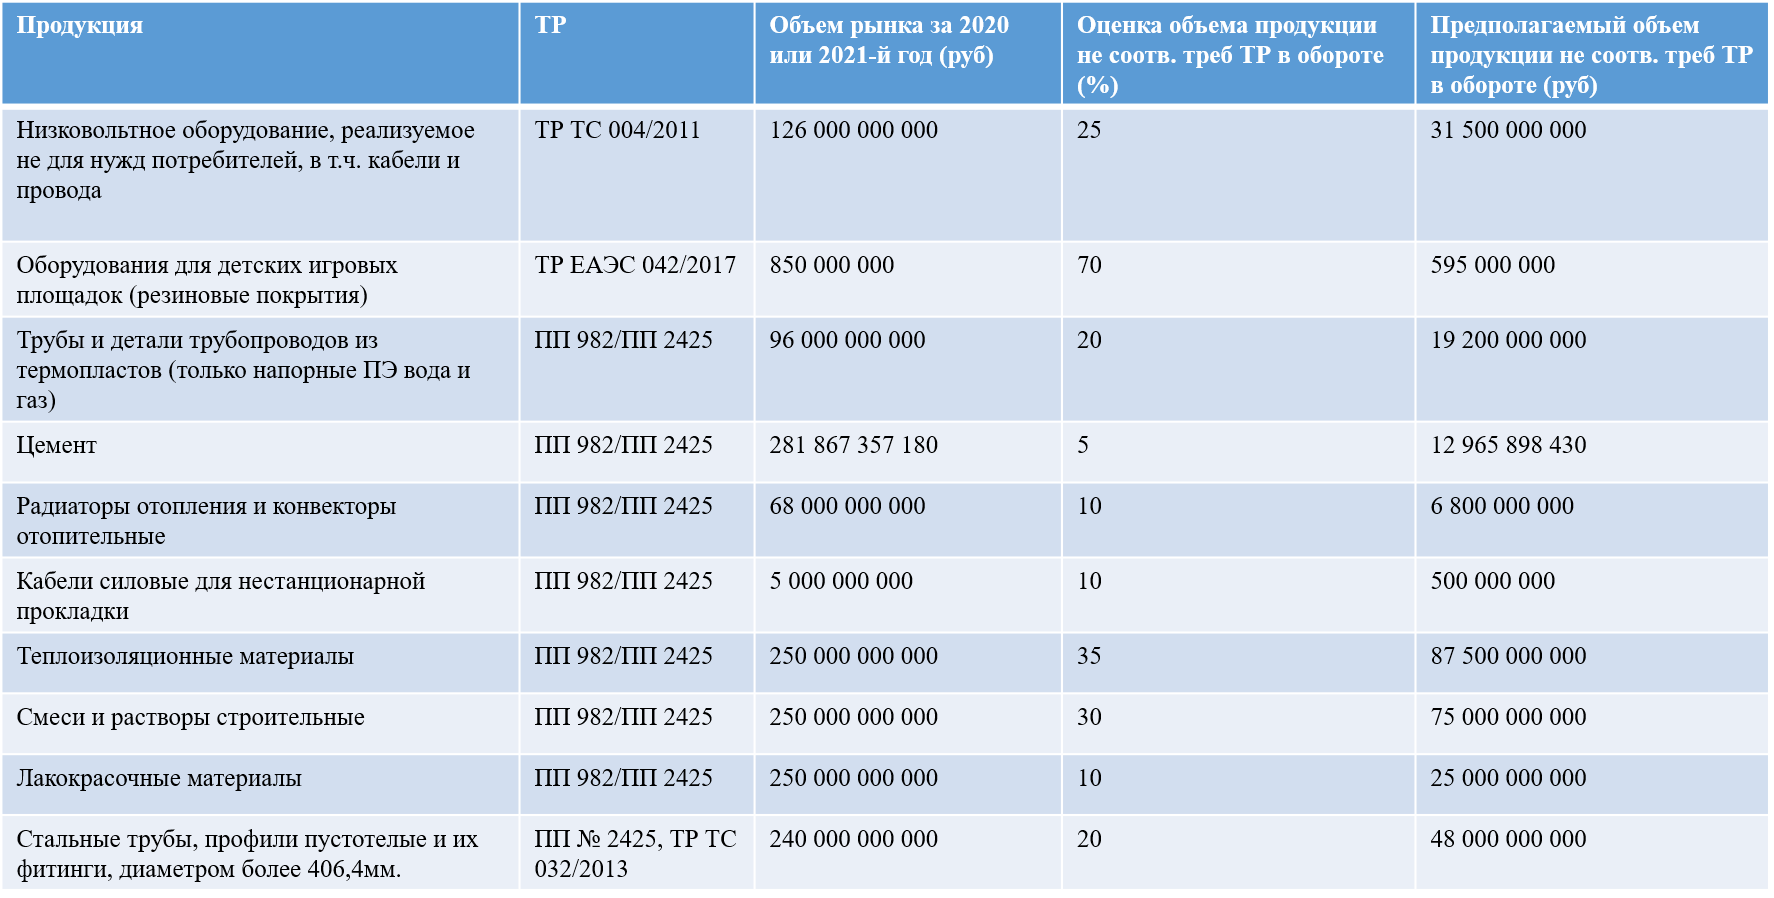 Продукция
ТР
Объем рынка за 2020
или 2021-й год (руб)
Оценка объема продукции
не соотв. треб ТР в обороте
(%)
Предполагаемый объем
продукции не соотв. треб ТР
в обороте (руб)
Низковольтное оборудование, реализуемое
не для нужд потребителей, в т.ч. кабели и
провода
ТР ТС 004/2011
126 000 000 000
25
31 500 000 000
Оборудования для детских игровых
площадок (резиновые покрытия)
ТР ЕАЭС 042/2017
850 000 000
70
595 000 000
Трубы и детали трубопроводов из
термопластов (только напорные ПЭ вода и
газ)
ПП 982/ПП 2425
96 000 000 000
20
19 200 000 000
Цемент
ПП 982/ПП 2425
281 867 357 180
5
12 965 898 430
Радиаторы отопления и конвекторы
отопительные
ПП 982/ПП 2425
68 000 000 000
10
6 800 000 000
Кабели силовые для нестанционарной
прокладки
ПП 982/ПП 2425
5 000 000 000
10
500 000 000
Теплоизоляционные материалы
ПП 982/ПП 2425
250 000 000 000
35
87 500 000 000
Смеси и растворы строительные
ПП 982/ПП 2425
250 000 000 000
30
75 000 000 000
Лакокрасочные материалы
ПП 982/ПП 2425
250 000 000 000
10
25 000 000 000
Стальные трубы, профили пустотелые и их
фитинги, диаметром более 406,4мм.
ПП № 2425, ТР ТС
032/2013
240 000 000 000
20
48 000 000 000